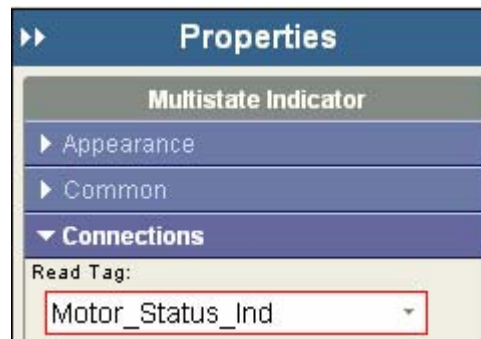 Properties
Multistate Indicator
Appearance
Common
Connections
Read Tag:
Motor_Status_Ind